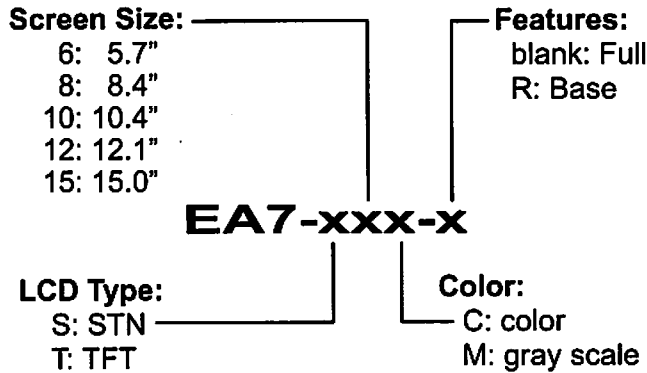 Screen Size:
6: 5.7"
8: 8.4"
10: 10.4"
12: 12.1"
15: 15.0"
Features:
blank: Full
R: Base
EA7-xxx-x
LCD Type:
S: STN
T: TFT
Color:
C: color
M: gray scale